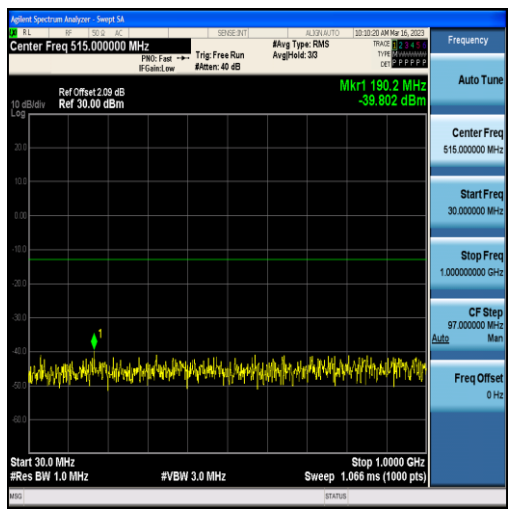 Agilent Spectrum Analyzer - Swept SA
RL RF 50 Ω AC SENSE:INT ALIGN AUTO 10:10:20 AM Mar 16, 2023
Center Freq 515.000000 MHz
PNO: Fast
IFGain:Low
Trig: Free Run
#Atten: 40 dB
#Avg Type: RMS
Avg|Hold: 3/3
TRACE 1 2 3 4 5 6
TYPE
DET P P P P P P
Frequency
Mkr1 190.2 MHz
-39.802 dBm
Ref Offset 2.09 dB
Ref 30.00 dBm
10 dB/div
Log
20.0
10.0
0.00
-10.0
-20.0
-30.0
-40.0
-50.0
-60.0
1
Start 30.0 MHz
Stop 1.0000 GHz
#Res BW 1.0 MHz
#VBW 3.0 MHz
Sweep 1.066 ms (1000 pts)
MSG
STATUS
Auto Tune
Center Freq
515.000000 MHz
Start Freq
30.000000 MHz
Stop Freq
1.000000000 GHz
CF Step
97.000000 MHz
Auto Man
Freq Offset
0 Hz